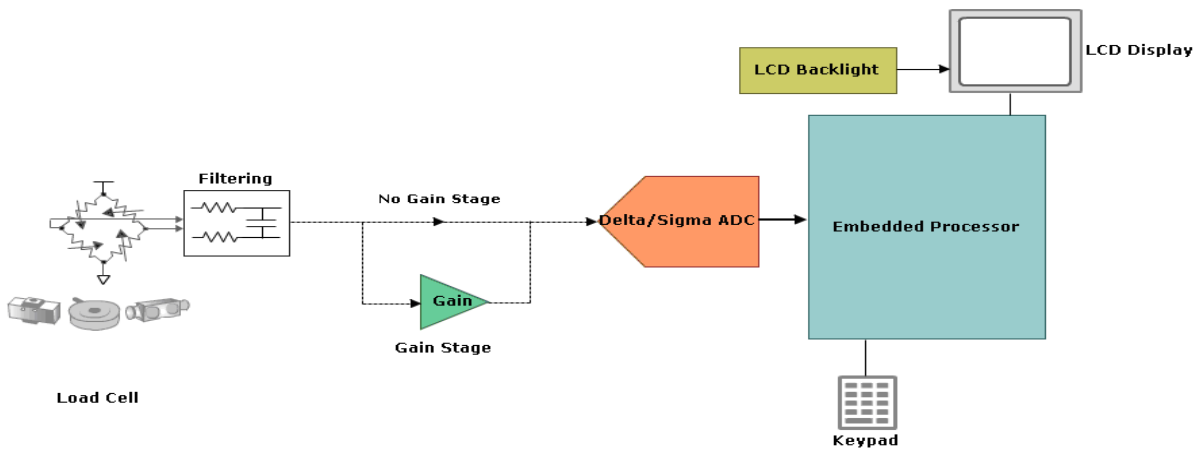 LCD Backlight
LCD Display
Filtering
No Gain Stage
Delta/Sigma ADC
Embedded Processor
Gain
Gain Stage
Load Cell
Keypad